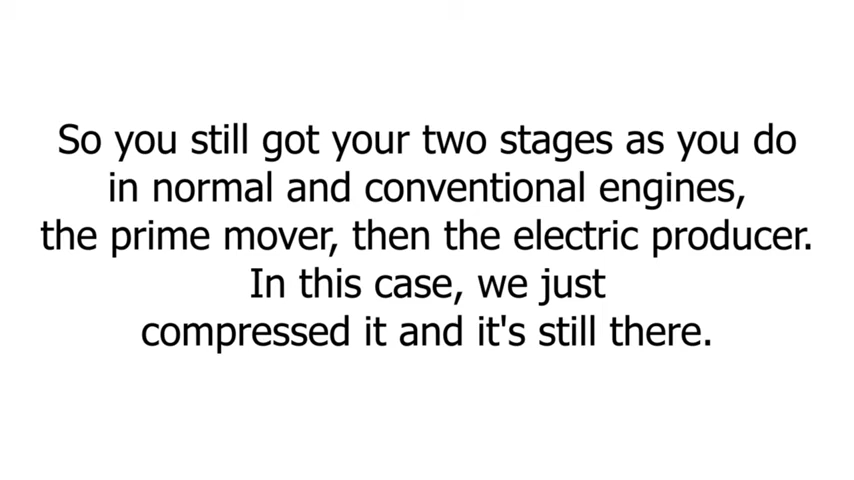 So you still got your two stages as you do
in normal and conventional engines,
the prime mover, then the electric producer.
In this case, we just
compressed it and it's still there.